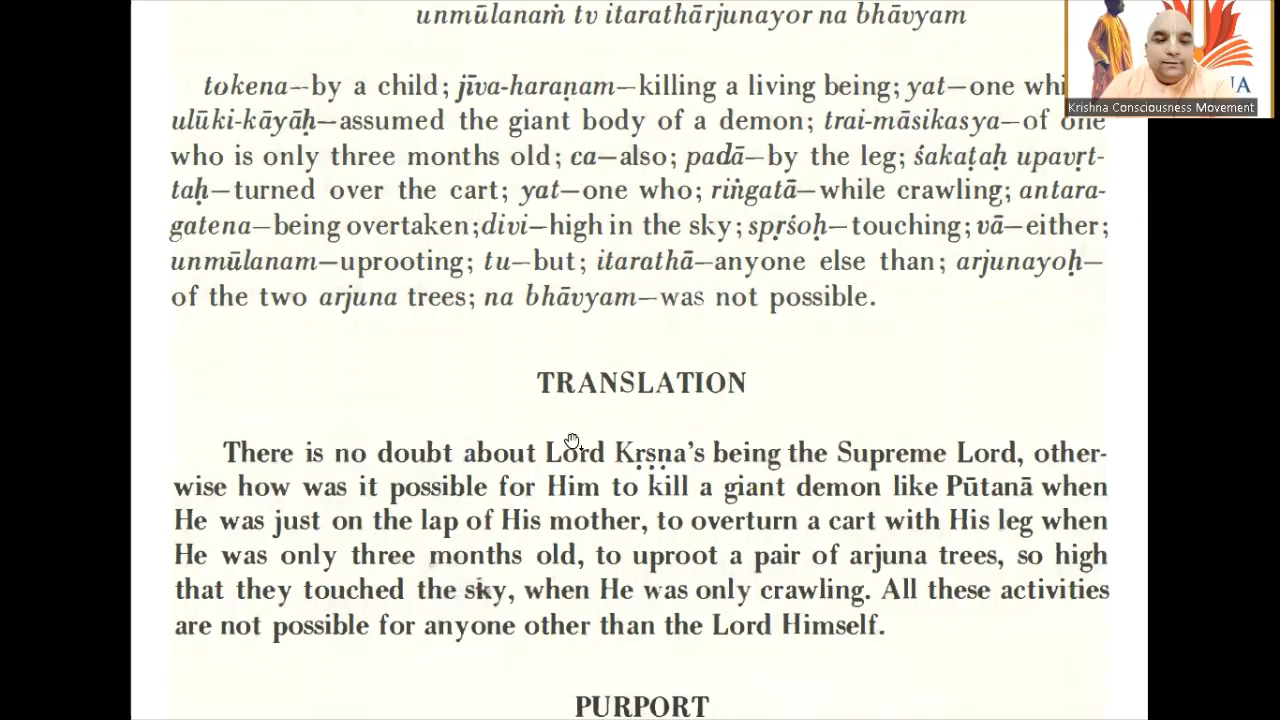 unmūlanaṁ tv itarathārjunayor na bhāvyam
tokena—by a child; jīva-haraṇam—killing a living being; yat—one
ulūki-kāyāḥ—assumed the giant body of a demon; trai-māsikasya—of one
who is only three months old; ca—also; padā—by the leg; śakaṭaḥ upavṛt-
taḥ—turned over the cart; yat—one who; riṅgatā—while crawling; antara-
gatena—being overtaken; divi—high in the sky; spṛśoḥ—touching; vā—either;
unmūlanam—uprooting; tu—but; itarathā—anyone else than; arjunayoḥ—
of the two arjuna trees; na bhāvyam—was not possible.
TRANSLATION
There is no doubt about Lord Kṛṣṇa's being the Supreme Lord, other-
wise how was it possible for Him to kill a giant demon like Pūtanā when
He was just on the lap of His mother, to overturn a cart with His leg when
He was only three months old, to uproot a pair of arjuna trees, so high
that they touched the sky, when He was only crawling. All these activities
are not possible for anyone other than the Lord Himself.
PURPORT
Krishna Consciousness Movement